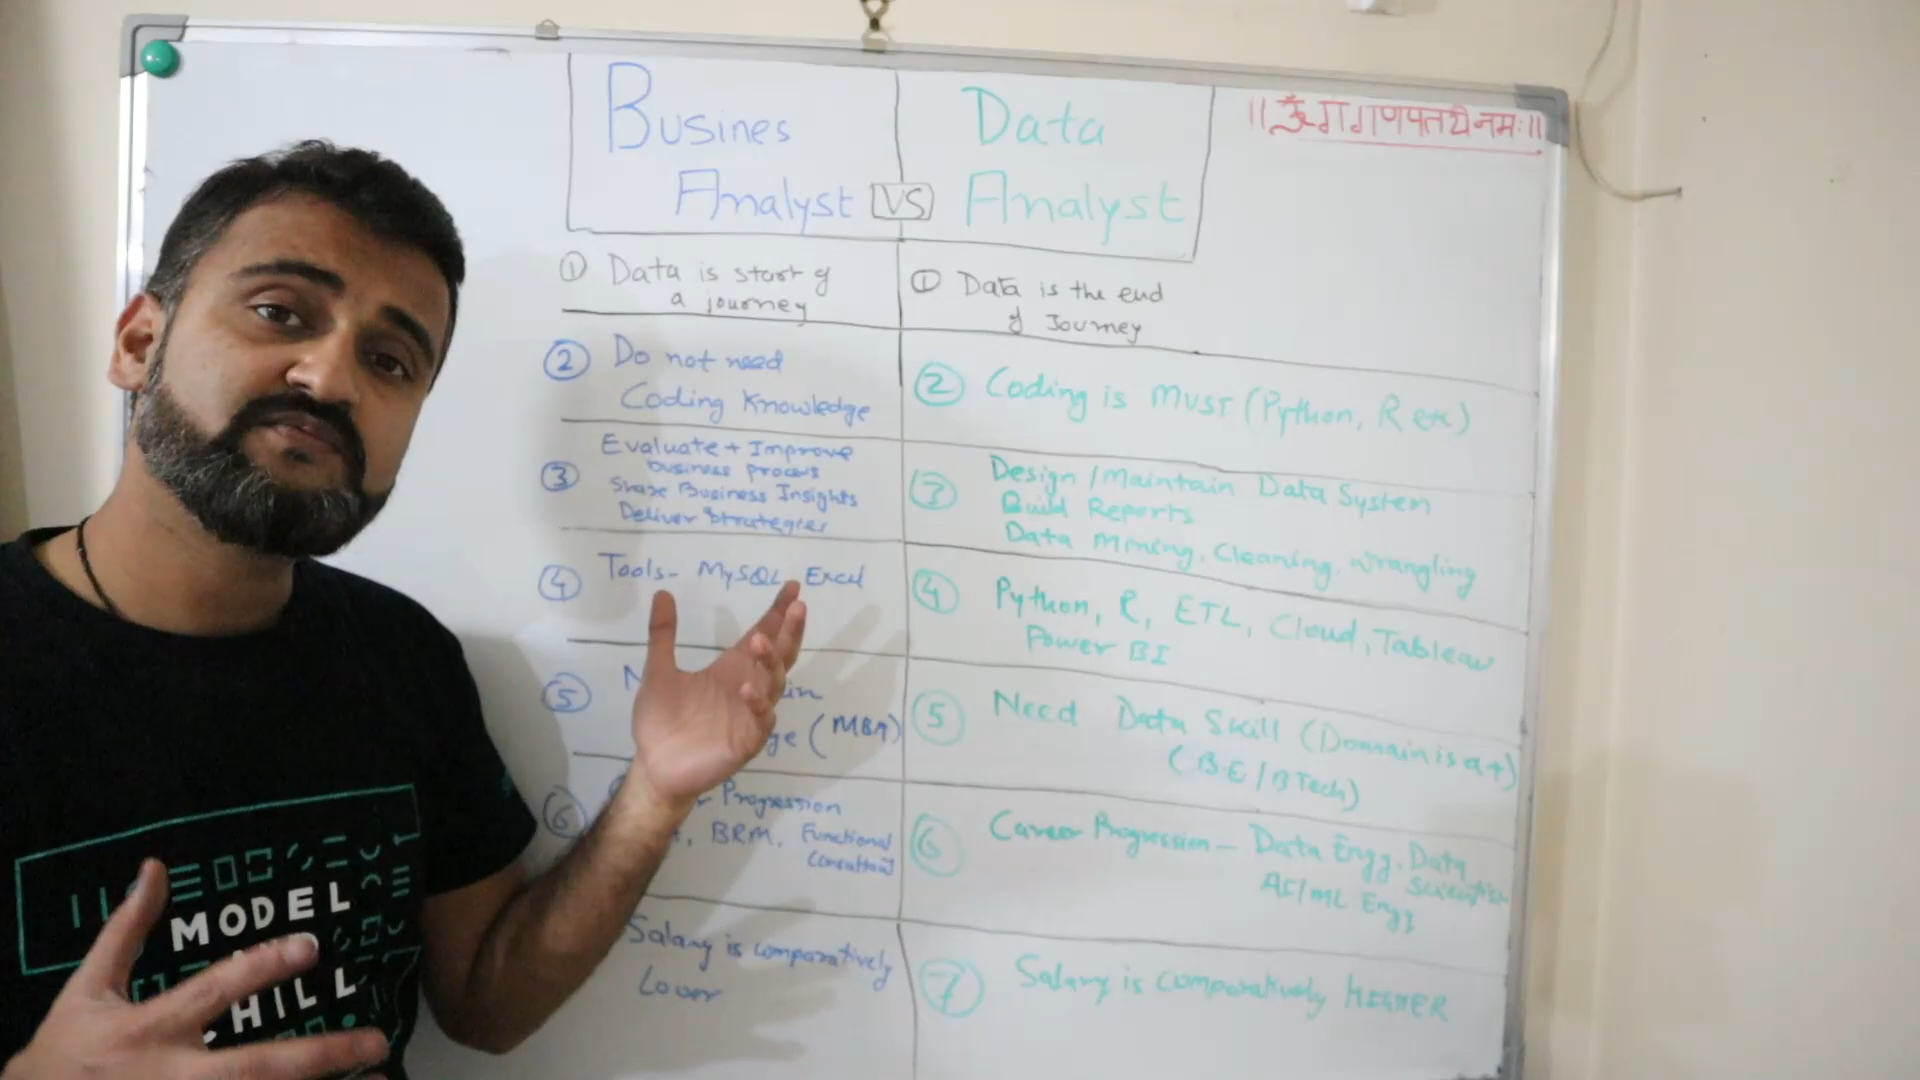 Busines
Analyst
VS
Data
Analyst
||ॐ गं गणपतये नमः||
① Data is start of
a journey
① Data is the end
of Journey
② Do not need
Coding Knowledge
② Coding is MUST (Python, R etc)
③ Evaluate + Improve
business process
Share Business Insights
Deliver Strategies
③ Design / Maintain Data System
Build Reports
Data Mining, Cleaning, Wrangling
④ Tools - MySQL, Excel
④ Python, R, ETL, Cloud, Tableau
Power BI
⑤
(MBA)
⑤ Need Data Skill (Domain is a +)
(B.E / B Tech)
⑥ Progression
BRM, Functional
Consultant
⑥ Career Progression - Data Engg, Data
Scientist
AI/ML Engg
Salary is comparatively
Lower
⑦ Salary is comparatively HIGHER
MODEL
AND
CHILL